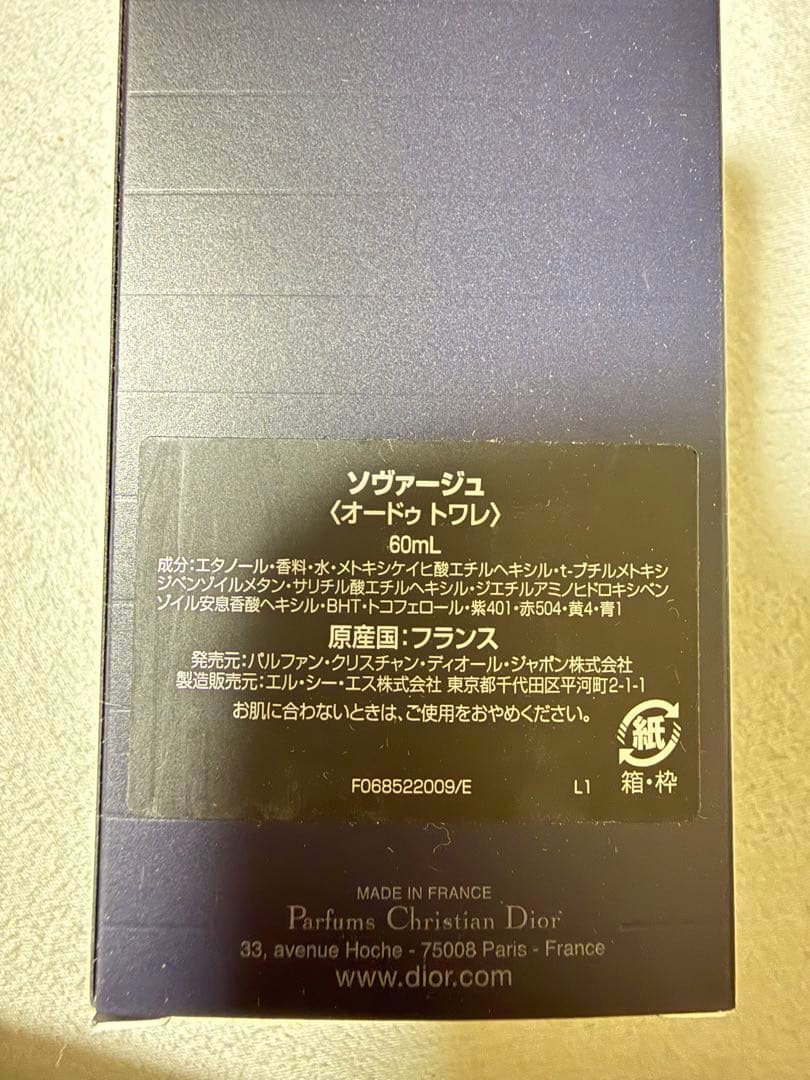 ソヴァージュ
〈オードゥ トワレ〉
60mL
成分：エタノール・香料・水・メトキシケイヒ酸エチルヘキシル・t-ブチルメトキシ
ジベンゾイルメタン・サリチル酸エチルヘキシル・ジエチルアミノヒドロキシベン
ゾイル安息香酸ヘキシル・BHT・トコフェロール・紫401・赤504・黄4・青1
原産国：フランス
発売元：パルファン・クリスチャン・ディオール・ジャポン株式会社
製造販売元：エル・シー・エス株式会社 東京都千代田区平河町2-1-1
お肌に合わないときは、ご使用をおやめください。
紙
箱・枠
F068522009/E L1
MADE IN FRANCE
Parfums Christian Dior
33, avenue Hoche - 75008 Paris - France
www.dior.com